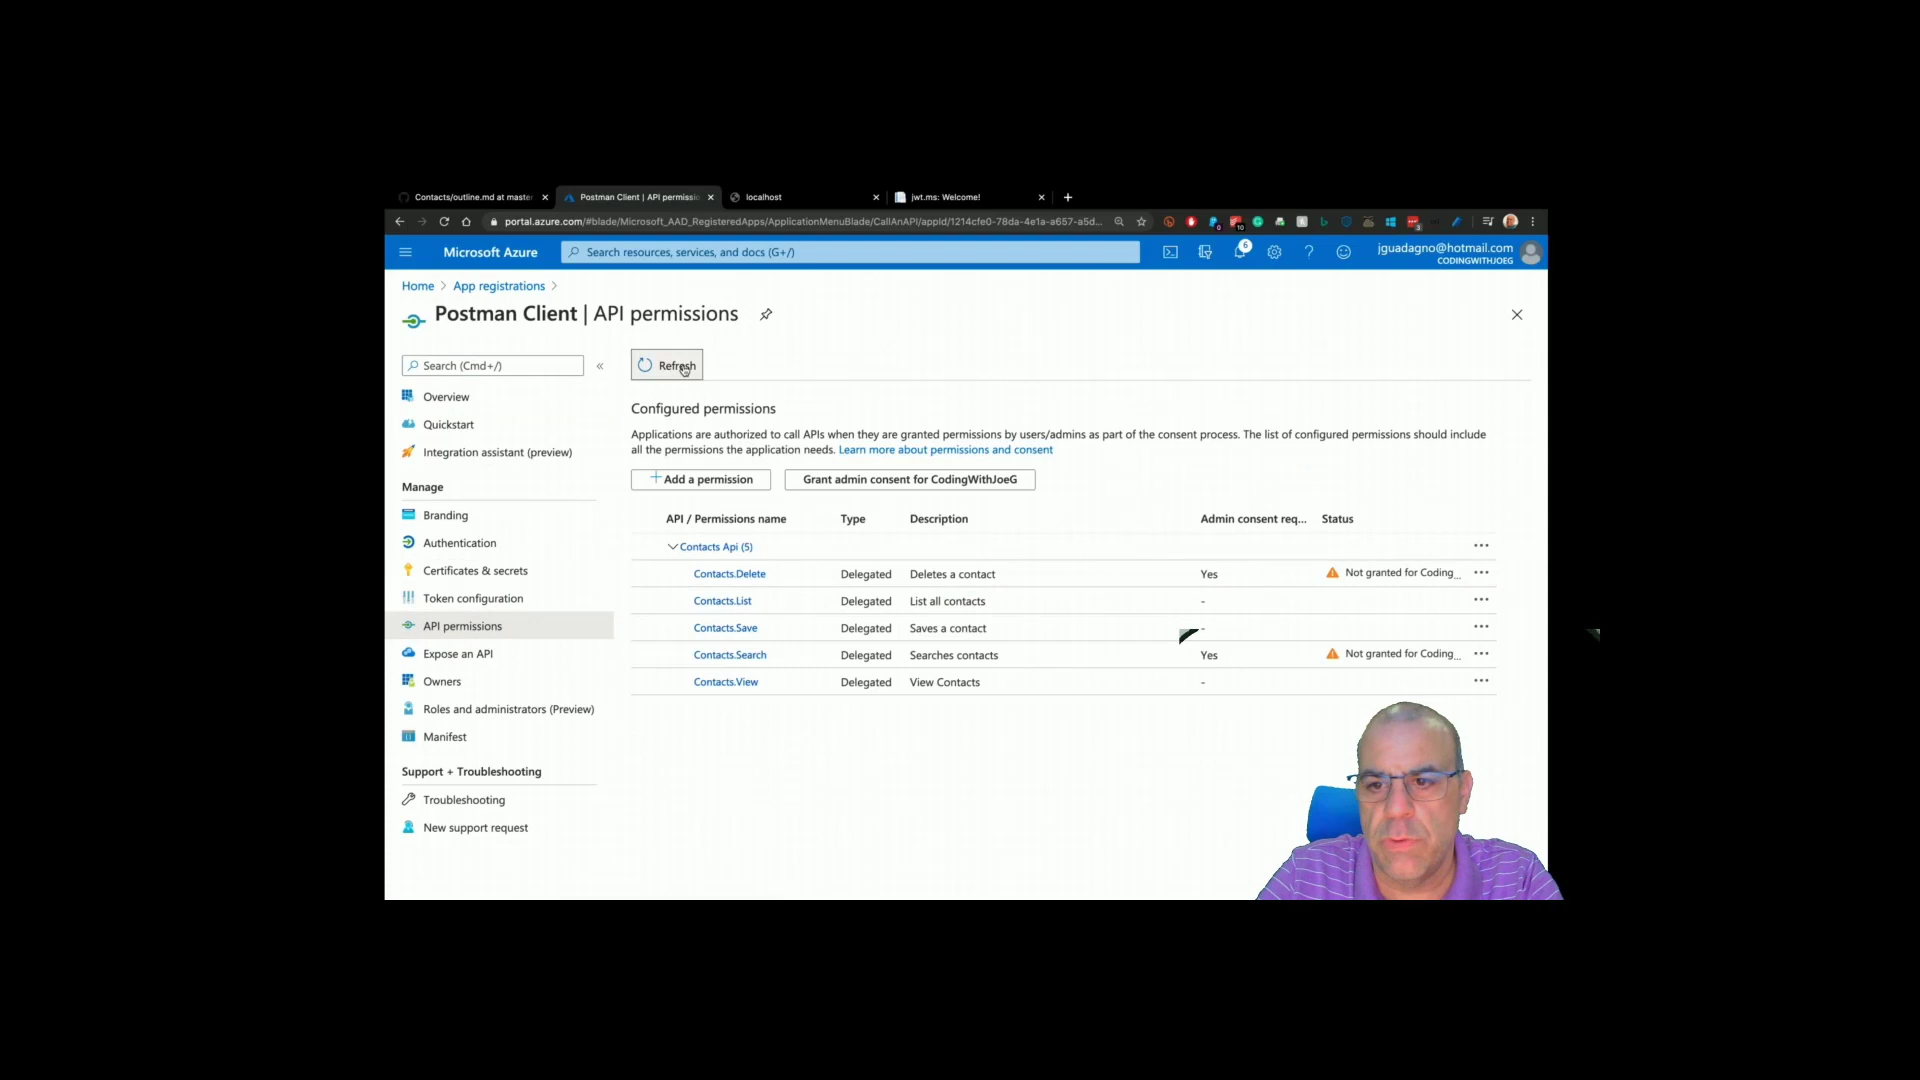 Contacts/outline.md at master
Postman Client | API permissio
localhost
jwt.ms: Welcome!
portal.azure.com/#blade/Microsoft_AAD_RegisteredApps/ApplicationMenuBlade/CallAnAPI/appId/1214cfe0-78da-4e1a-a657-a5d...
Microsoft Azure
Search resources, services, and docs (G+/)
6
jguadagno@hotmail.com
CODINGWITHJOEG
Home > App registrations >
Postman Client | API permissions
Search (Cmd+/)
«
Refresh
Overview
Quickstart
Integration assistant (preview)
Manage
Branding
Authentication
Certificates & secrets
Token configuration
API permissions
Expose an API
Owners
Roles and administrators (Preview)
Manifest
Support + Troubleshooting
Troubleshooting
New support request
Configured permissions
Applications are authorized to call APIs when they are granted permissions by users/admins as part of the consent process. The list of configured permissions should include
all the permissions the application needs. Learn more about permissions and consent
+ Add a permission
Grant admin consent for CodingWithJoeG
API / Permissions name Type Description Admin consent req... Status
Contacts Api (5) ...
Contacts.Delete Delegated Deletes a contact Yes Not granted for Coding... ...
Contacts.List Delegated List all contacts - ...
Contacts.Save Delegated Saves a contact - ...
Contacts.Search Delegated Searches contacts Yes Not granted for Coding... ...
Contacts.View Delegated View Contacts - ...